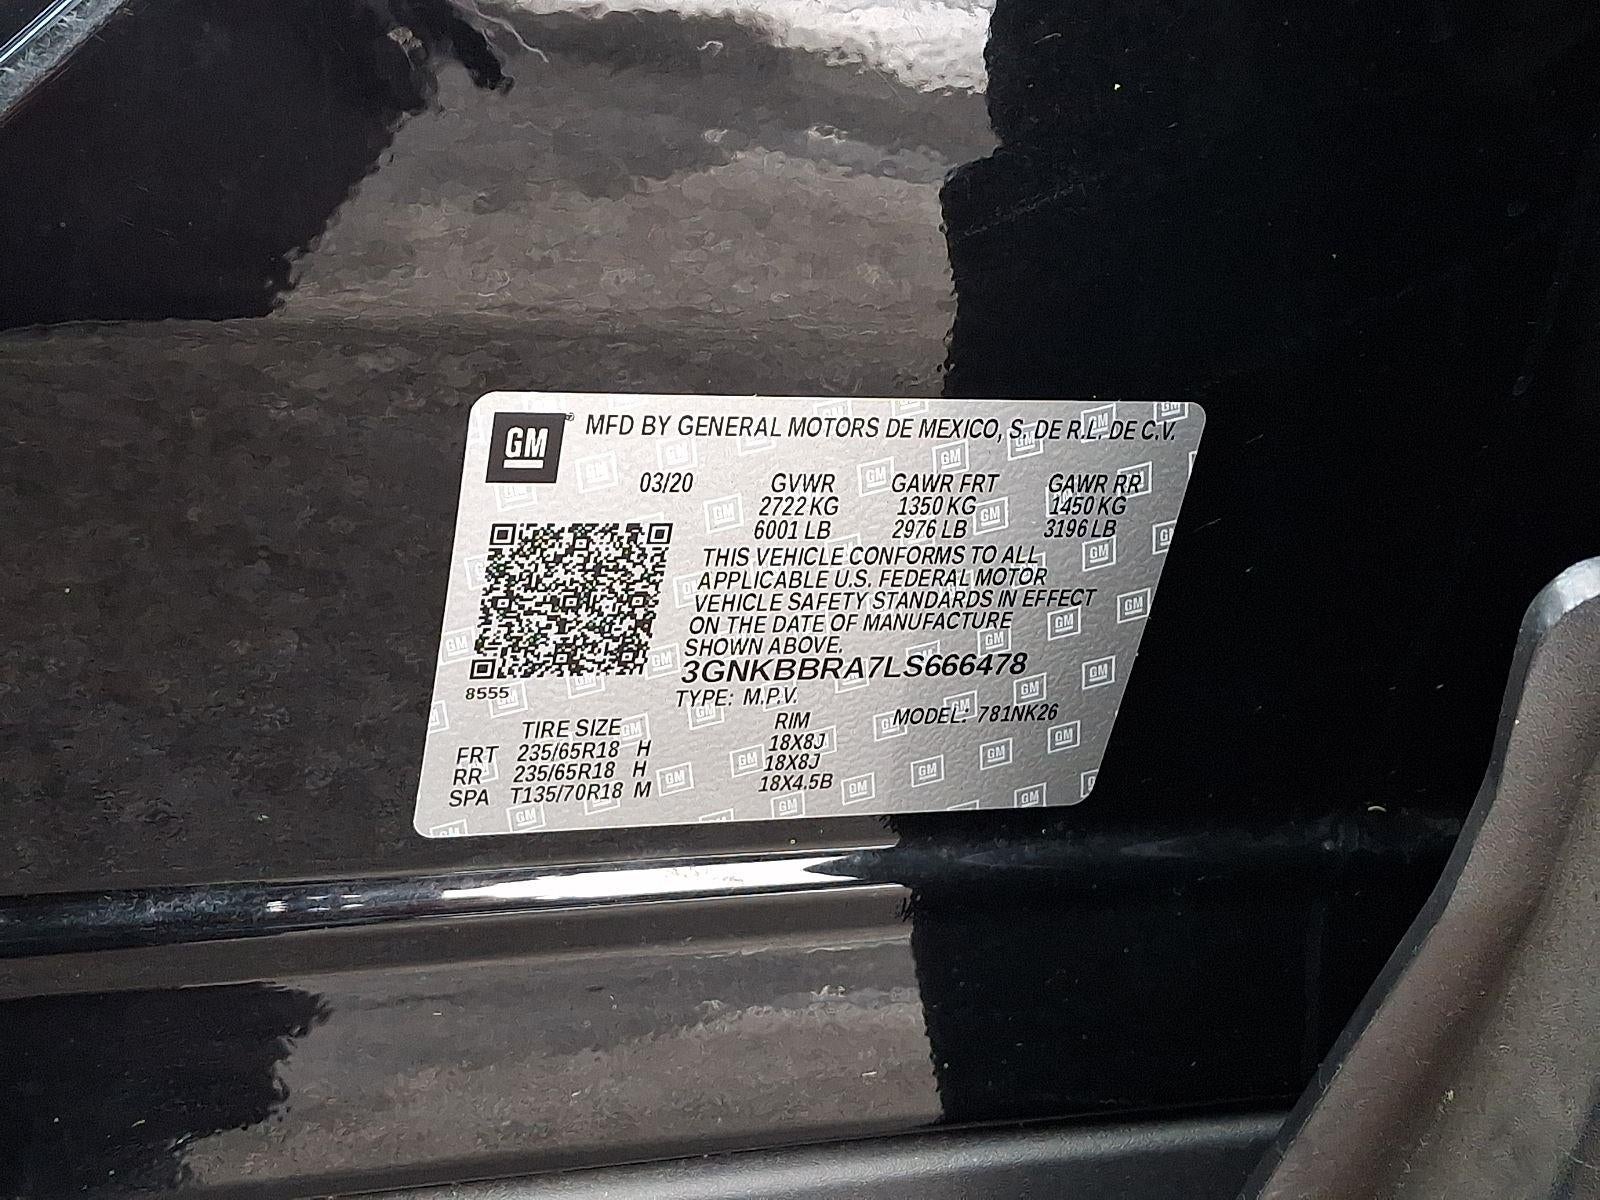 GM
MFD BY GENERAL MOTORS DE MEXICO, S. DE R.L. DE C.V.
03/20 GVWR GAWR FRT GAWR RR
2722 KG 1350 KG 1450 KG
6001 LB 2976 LB 3196 LB
THIS VEHICLE CONFORMS TO ALL
APPLICABLE U.S. FEDERAL MOTOR
VEHICLE SAFETY STANDARDS IN EFFECT
ON THE DATE OF MANUFACTURE
SHOWN ABOVE.
3GNKBBRA7LS666478
8555
TYPE: M.P.V.
MODEL: 781NK26
TIRE SIZE RIM
FRT 235/65R18 H 18X8J
RR 235/65R18 H 18X8J
SPA T135/70R18 M 18X4.5B